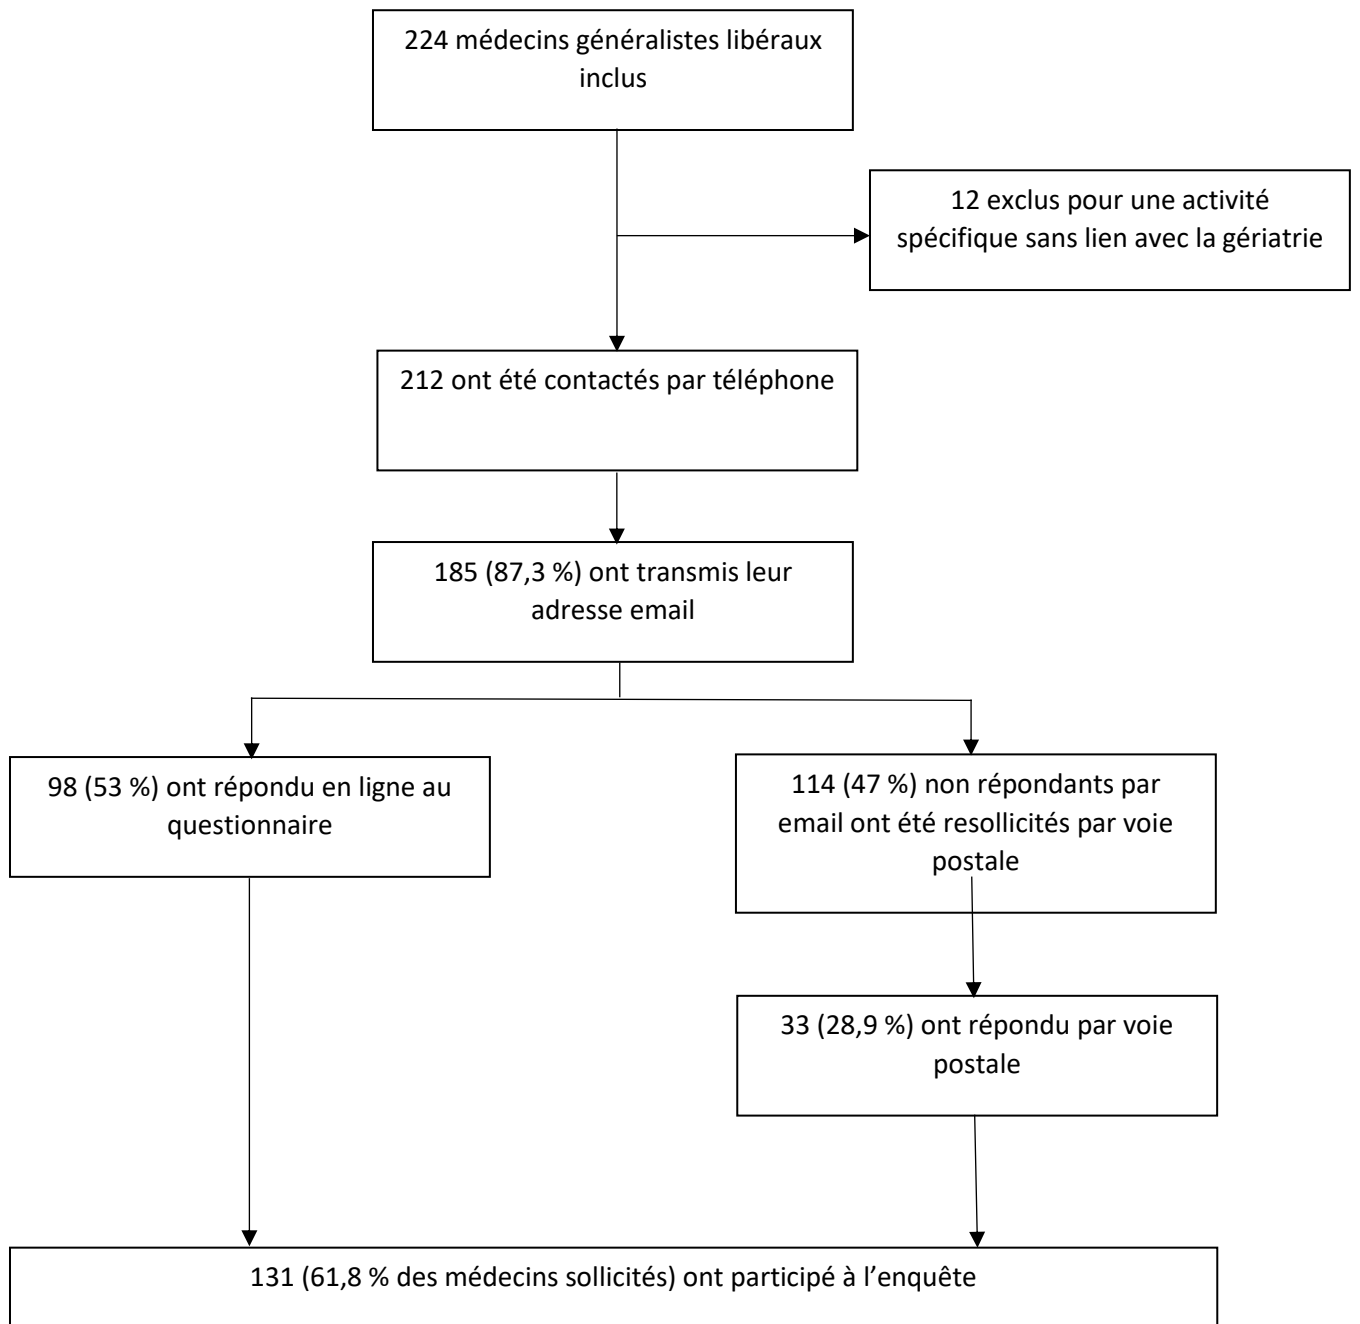 224 médecins généralistes libéraux
inclus
12 exclus pour une activité
spécifique sans lien avec la gériatrie
212 ont été contactés par téléphone
185 (87,3 %) ont transmis leur
adresse email
98 (53 %) ont répondu en ligne au
questionnaire
114 (47 %) non répondants par
email ont été resollicités par voie
postale
33 (28,9 %) ont répondu par voie
postale
131 (61,8 % des médecins sollicités) ont participé à l’enquête